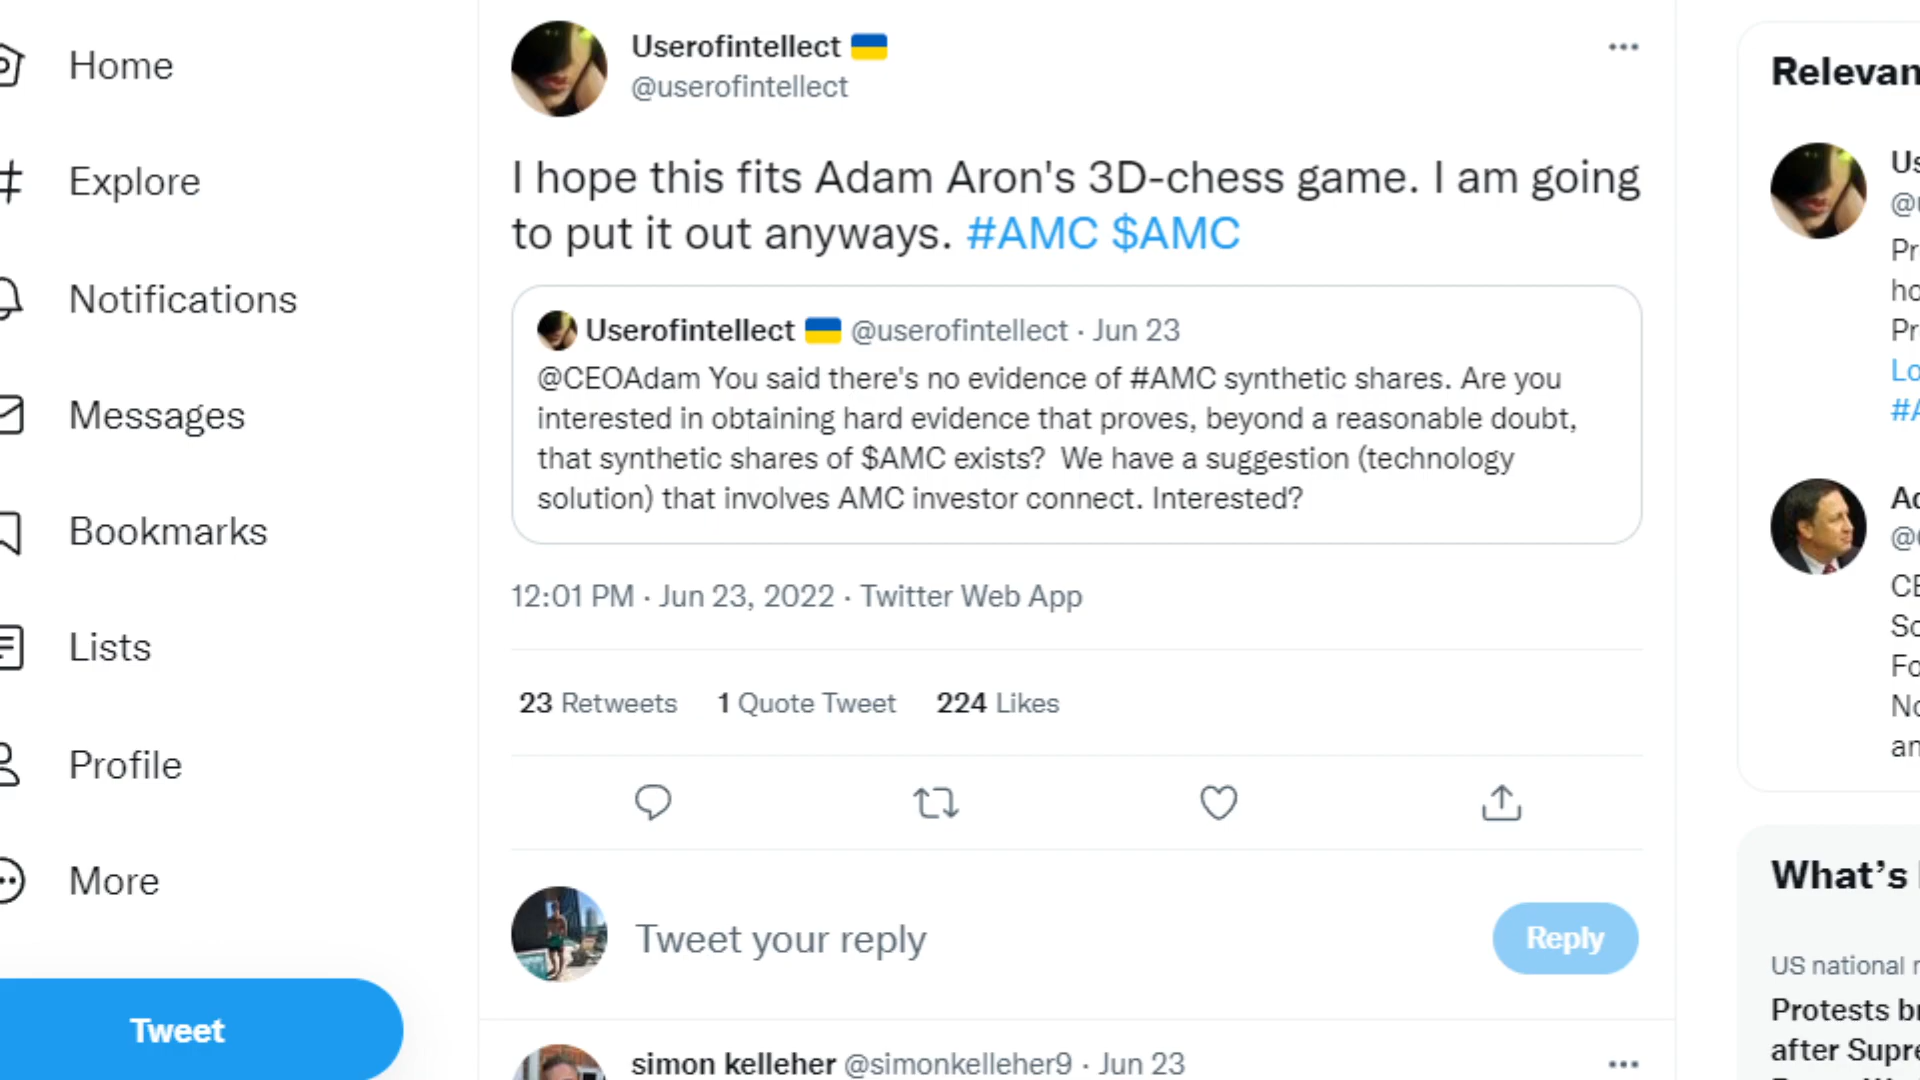 Home
Explore
Notifications
Messages
Bookmarks
Lists
Profile
More
Tweet
Userofintellect
@userofintellect
I hope this fits Adam Aron's 3D-chess game. I am going
to put it out anyways. #AMC $AMC
Userofintellect @userofintellect · Jun 23
@CEOAdam You said there's no evidence of #AMC synthetic shares. Are you
interested in obtaining hard evidence that proves, beyond a reasonable doubt,
that synthetic shares of $AMC exists? We have a suggestion (technology
solution) that involves AMC investor connect. Interested?
12:01 PM · Jun 23, 2022 · Twitter Web App
23 Retweets 1 Quote Tweet 224 Likes
Tweet your reply
Reply
simon kelleher @simonkelleher9 · Jun 23
Relevan
Us
@
Pr
ho
Pr
Lo
#A
Ad
@
CE
So
Fo
No
an
What's
US national
Protests br
after Supre